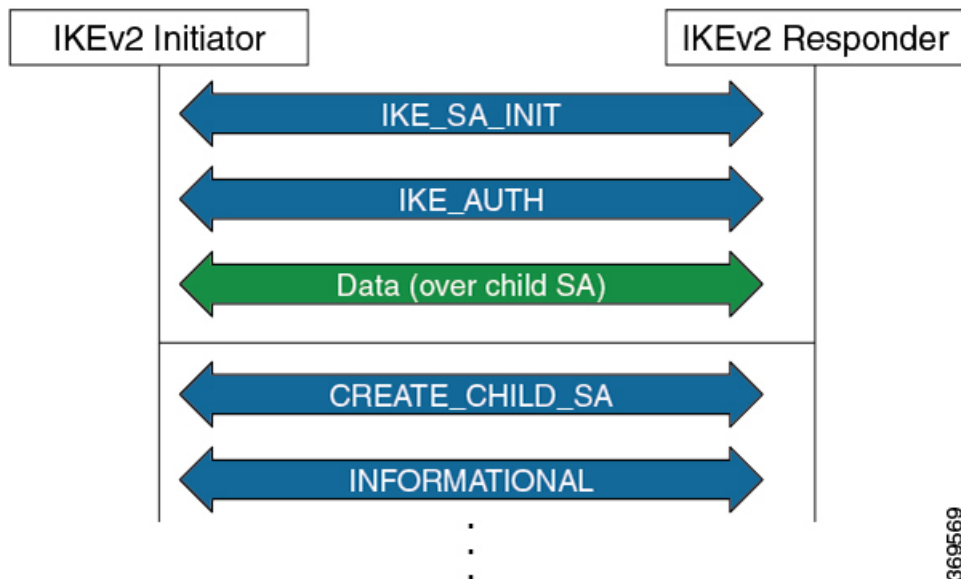 IKEv2 Initiator
IKEv2 Responder
IKE_SA_INIT
IKE_AUTH
Data (over child SA)
CREATE_CHILD_SA
INFORMATIONAL
369569